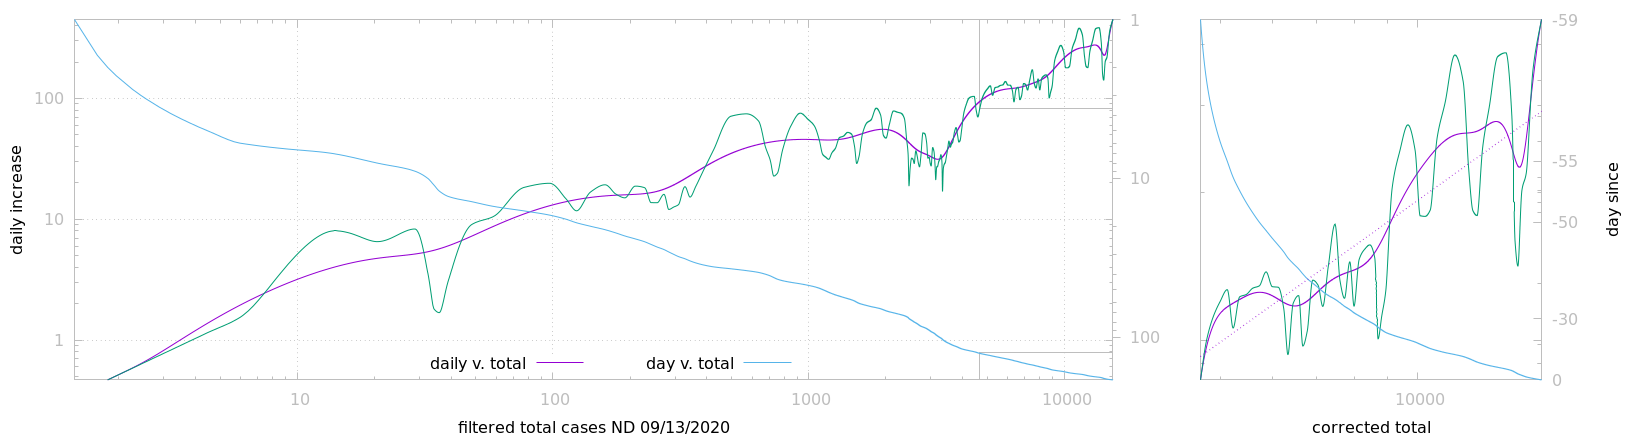 daily increase
100
10
1
10
100
1000
10000
filtered total cases ND 09/13/2020
daily v. total
day v. total
1
10
100
-59
-55
-50
-30
0
day since
10000
corrected total